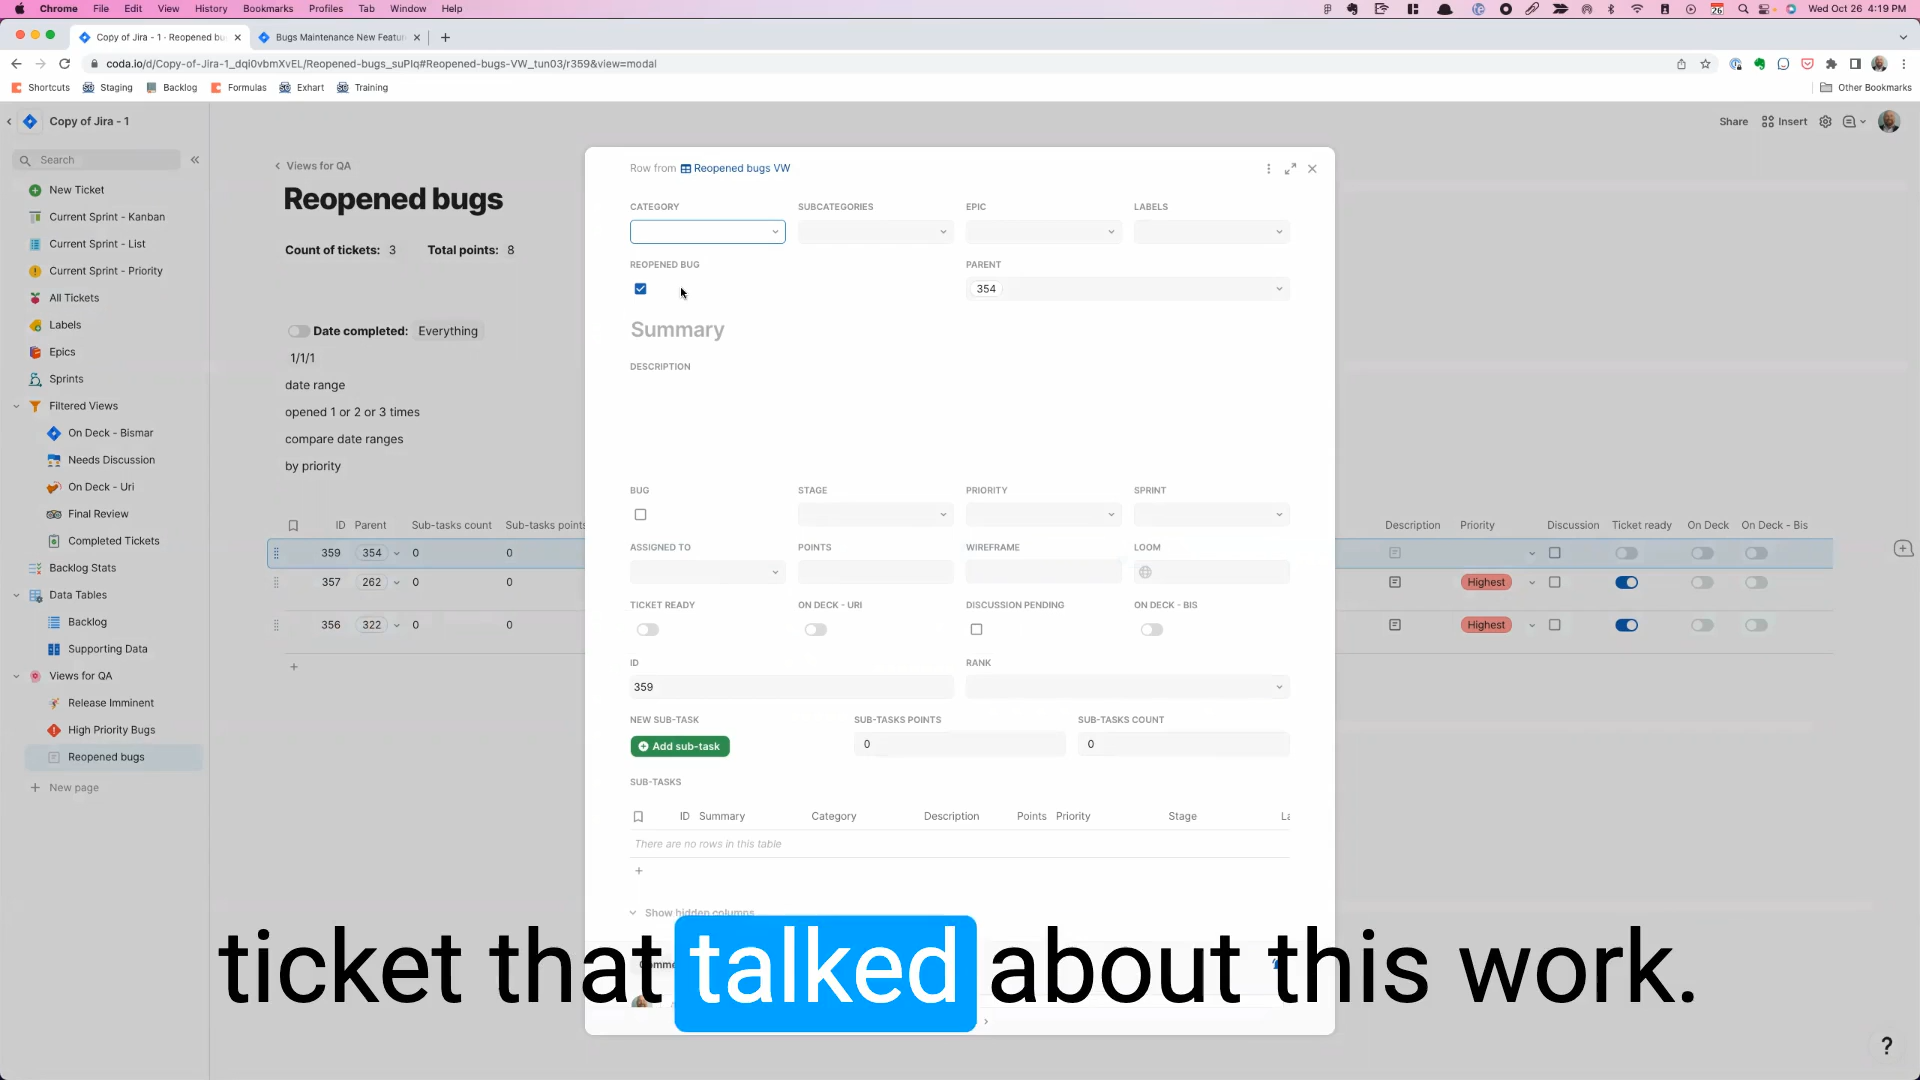 Chrome File Edit View History Bookmarks Profiles Tab Window Help
26
Wed Oct 26 4:19 PM
Copy of Jira - 1 · Reopened bu
Bugs Maintenance New Featur
coda.io/d/Copy-of-Jira-1_dqi0vbmXvEL/Reopened-bugs_suPIq#Reopened-bugs-VW_tun03/r359&view=modal
Shortcuts Staging Backlog Formulas Exhart Training
Other Bookmarks
Copy of Jira - 1
Share Insert
Search
New Ticket
Current Sprint - Kanban
Current Sprint - List
Current Sprint - Priority
All Tickets
Labels
Epics
Sprints
Filtered Views
On Deck - Bismar
Needs Discussion
On Deck - Uri
Final Review
Completed Tickets
Backlog Stats
Data Tables
Backlog
Supporting Data
Views for QA
Release Imminent
High Priority Bugs
Reopened bugs
New page
Views for QA
Reopened bugs
Count of tickets: 3 Total points: 8
Date completed: Everything
1/1/1
date range
opened 1 or 2 or 3 times
compare date ranges
by priority
ID Parent Sub-tasks count Sub-tasks points
359 354 0 0
357 262 0 0
356 322 0 0
Description Priority Discussion Ticket ready On Deck On Deck - Bis
Highest
Highest
Row from Reopened bugs VW
CATEGORY SUBCATEGORIES EPIC LABELS
REOPENED BUG PARENT
354
Summary
DESCRIPTION
BUG STAGE PRIORITY SPRINT
ASSIGNED TO POINTS WIREFRAME LOOM
TICKET READY ON DECK - URI DISCUSSION PENDING ON DECK - BIS
ID RANK
359
NEW SUB-TASK SUB-TASKS POINTS SUB-TASKS COUNT
Add sub-task 0 0
SUB-TASKS
ID Summary Category Description Points Priority Stage La
There are no rows in this table
Show hidden columns
ticket that talked about this work.
?